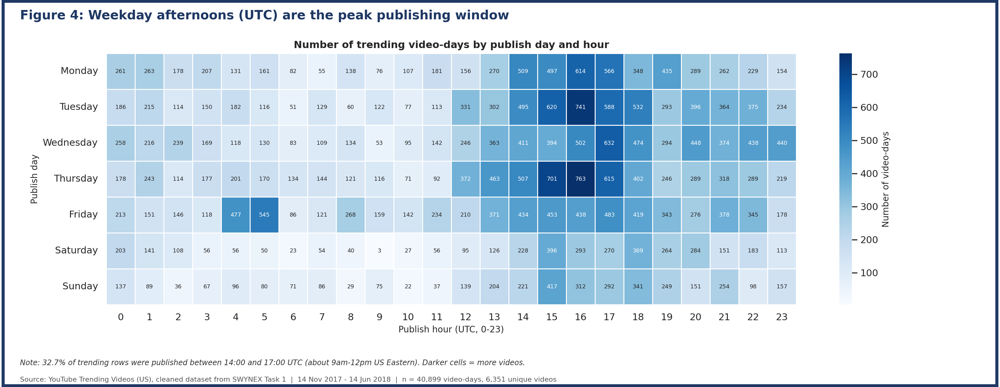 Figure 4: Weekday afternoons (UTC) are the peak publishing window
Number of trending video-days by publish day and hour
Publish day
Monday 261 263 178 207 131 161 82 55 138 76 107 181 156 270 509 497 614 566 348 435 289 262 229 154
Tuesday 186 215 114 150 182 116 51 129 60 122 77 113 331 302 495 620 741 588 532 293 396 364 375 234
Wednesday 258 216 239 169 118 130 83 109 134 53 95 142 246 363 411 394 502 632 474 294 448 374 438 440
Thursday 178 243 114 177 201 170 134 144 121 116 71 92 372 463 507 701 763 615 402 246 289 318 289 219
Friday 213 151 146 118 477 545 86 121 268 159 142 234 210 371 434 453 438 483 419 343 276 378 345 178
Saturday 203 141 108 56 56 50 23 54 40 3 27 56 95 126 228 396 293 270 369 264 284 151 183 113
Sunday 137 89 36 67 96 80 71 86 29 75 22 37 139 204 221 417 312 292 341 249 151 254 98 157
0 1 2 3 4 5 6 7 8 9 10 11 12 13 14 15 16 17 18 19 20 21 22 23
Publish hour (UTC, 0-23)
700
600
500
400
300
200
100
Number of video-days
Note: 32.7% of trending rows were published between 14:00 and 17:00 UTC (about 9am-12pm US Eastern). Darker cells = more videos.
Source: YouTube Trending Videos (US), cleaned dataset from SWYNEX Task 1 | 14 Nov 2017 - 14 Jun 2018 | n = 40,899 video-days, 6,351 unique videos